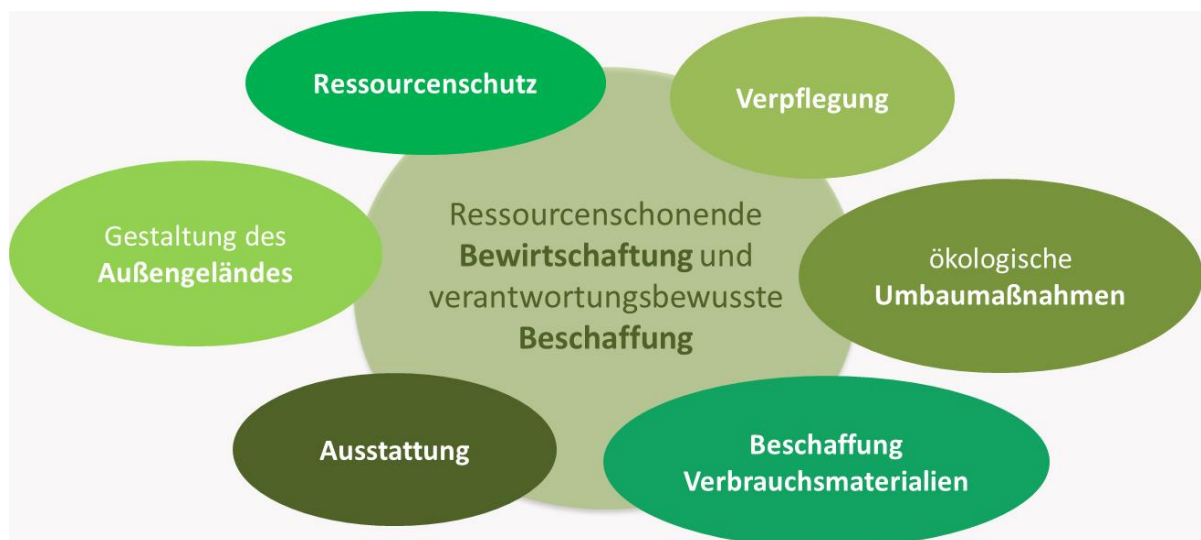 Ressourcenschutz
Verpflegung
Gestaltung des
Außengeländes
Ressourcenschonende
Bewirtschaftung und
verantwortungsbewusste
Beschaffung
ökologische
Umbaumaßnahmen
Ausstattung
Beschaffung
Verbrauchsmaterialien